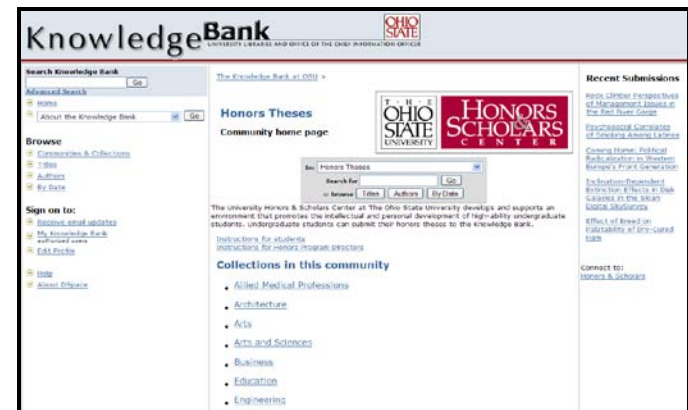 KnowledgeBank
UNIVERSITY LIBRARIES AND OFFICE OF THE CHIEF INFORMATION OFFICER
OHIO
STATE
Search Knowledge Bank
Go
Advanced Search
Home
About the Knowledge Bank
Go
Browse
Communities & Collections
Titles
Authors
By Date
Sign on to:
Receive email updates
My Knowledge Bank
authorized users
Edit Profile
Help
About DSpace
The Knowledge Bank at OSU >
Honors Theses
Community home page
T · H · E
OHIO
STATE
UNIVERSITY
HONORS
& SCHOLARS
CENTER
In: Honors Theses
Search for
Go
or browse Titles Authors By Date
The University Honors & Scholars Center at The Ohio State University develops and supports an
environment that promotes the intellectual and personal development of high-ability undergraduate
students. Undergraduate students can submit their honors theses to the Knowledge Bank.
Instructions for students
Instructions for Honors Program Directors
Collections in this community
Allied Medical Professions
Architecture
Arts
Arts and Sciences
Business
Education
Engineering
Recent Submissions
Rock Climber Perspectives
of Management Issues in
the Red River Gorge
Psychosocial Correlates
of Smoking Among Latinos
Coming Home: Political
Radicalization in Western
Europe's Front Generation
Inclination-Dependent
Extinction Effects in Disk
Galaxies in the Sloan
Digital SkySurvey
Effect of Breed on
Palatability of Dry-Cured
Ham
Connect to:
Honors & Scholars